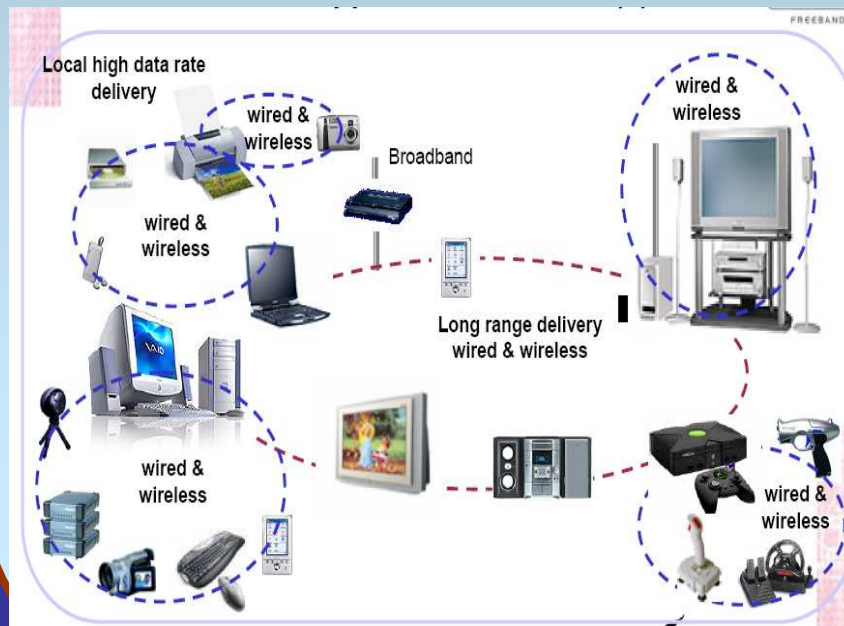 FREEBAND
Local high data rate
delivery
wired &
wireless
wired &
wireless
Broadband
wired &
wireless
VAIO
Long range delivery
wired & wireless
wired &
wireless
wired &
wireless